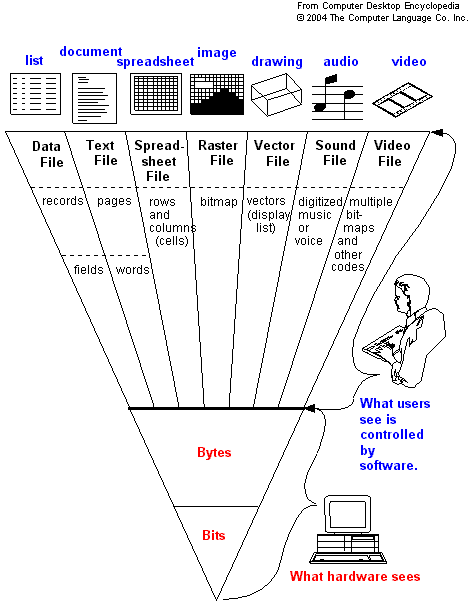 From Computer Desktop Encyclopedia
© 2004 The Computer Language Co. Inc.
list
document
spreadsheet
image
drawing
audio
video
Data
File
Text
File
Spread-
sheet
File
Raster
File
Vector
File
Sound
File
Video
File
records
pages
rows
and
columns
(cells)
bitmap
vectors
(display
list)
digitized
music
or
voice
multiple
bit-
maps
and
other
codes
fields
words
What users
see is
controlled
by
software.
Bytes
Bits
What hardware sees